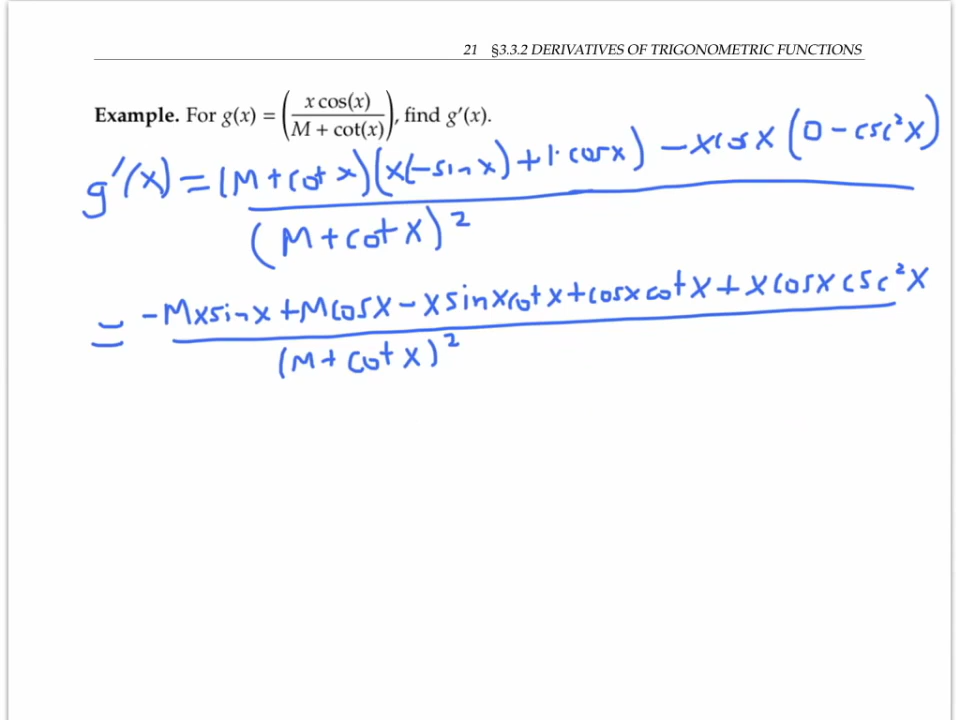 21 §3.3.2 DERIVATIVES OF TRIGONOMETRIC FUNCTIONS
Example. For g(x) = (x cos(x) / M + cot(x)), find g′(x).
g'(x) = (M + cot x)(x(-sin x) + 1· cos x) - x cos x (0 - csc²x)
(M + cot x)²
= -Mx sin x + M cos x - x sin x cot x + cos x cot x + x cos x csc²x
(M + cot x)²